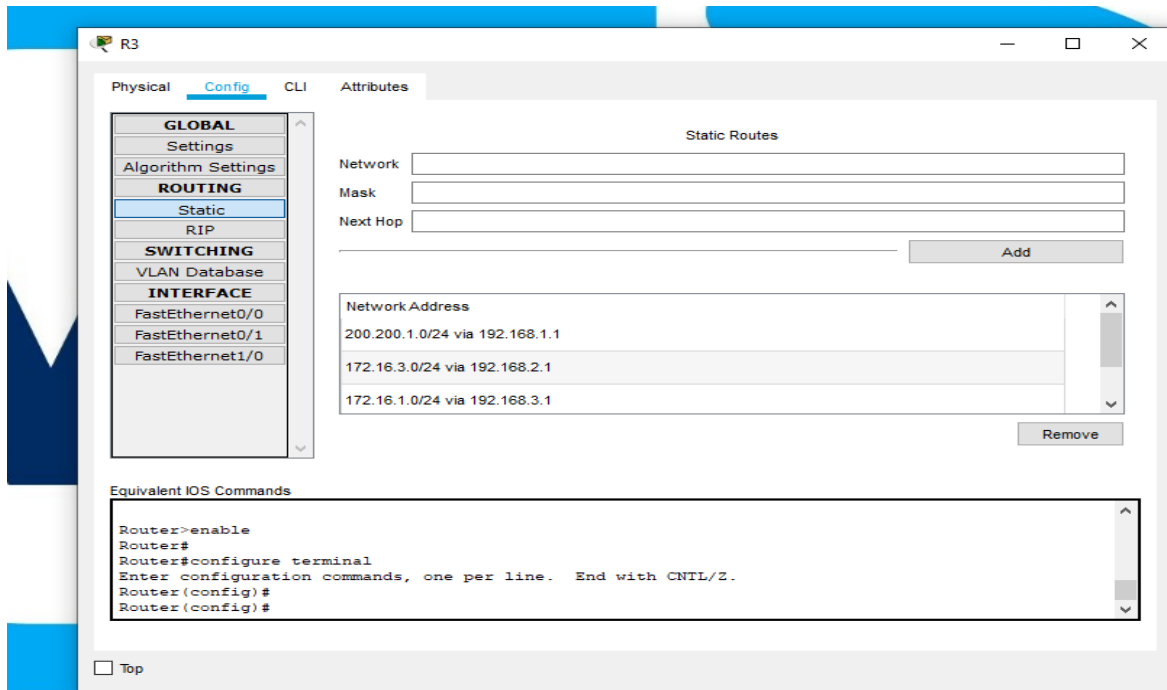 R3
Physical Config CLI Attributes
GLOBAL
Settings
Algorithm Settings
ROUTING
Static
RIP
SWITCHING
VLAN Database
INTERFACE
FastEthernet0/0
FastEthernet0/1
FastEthernet1/0
Static Routes
Network
Mask
Next Hop
Add
Network Address
200.200.1.0/24 via 192.168.1.1
172.16.3.0/24 via 192.168.2.1
172.16.1.0/24 via 192.168.3.1
Remove
Equivalent IOS Commands
Router>enable
Router#
Router#configure terminal
Enter configuration commands, one per line. End with CNTL/Z.
Router(config)#
Router(config)#
Top